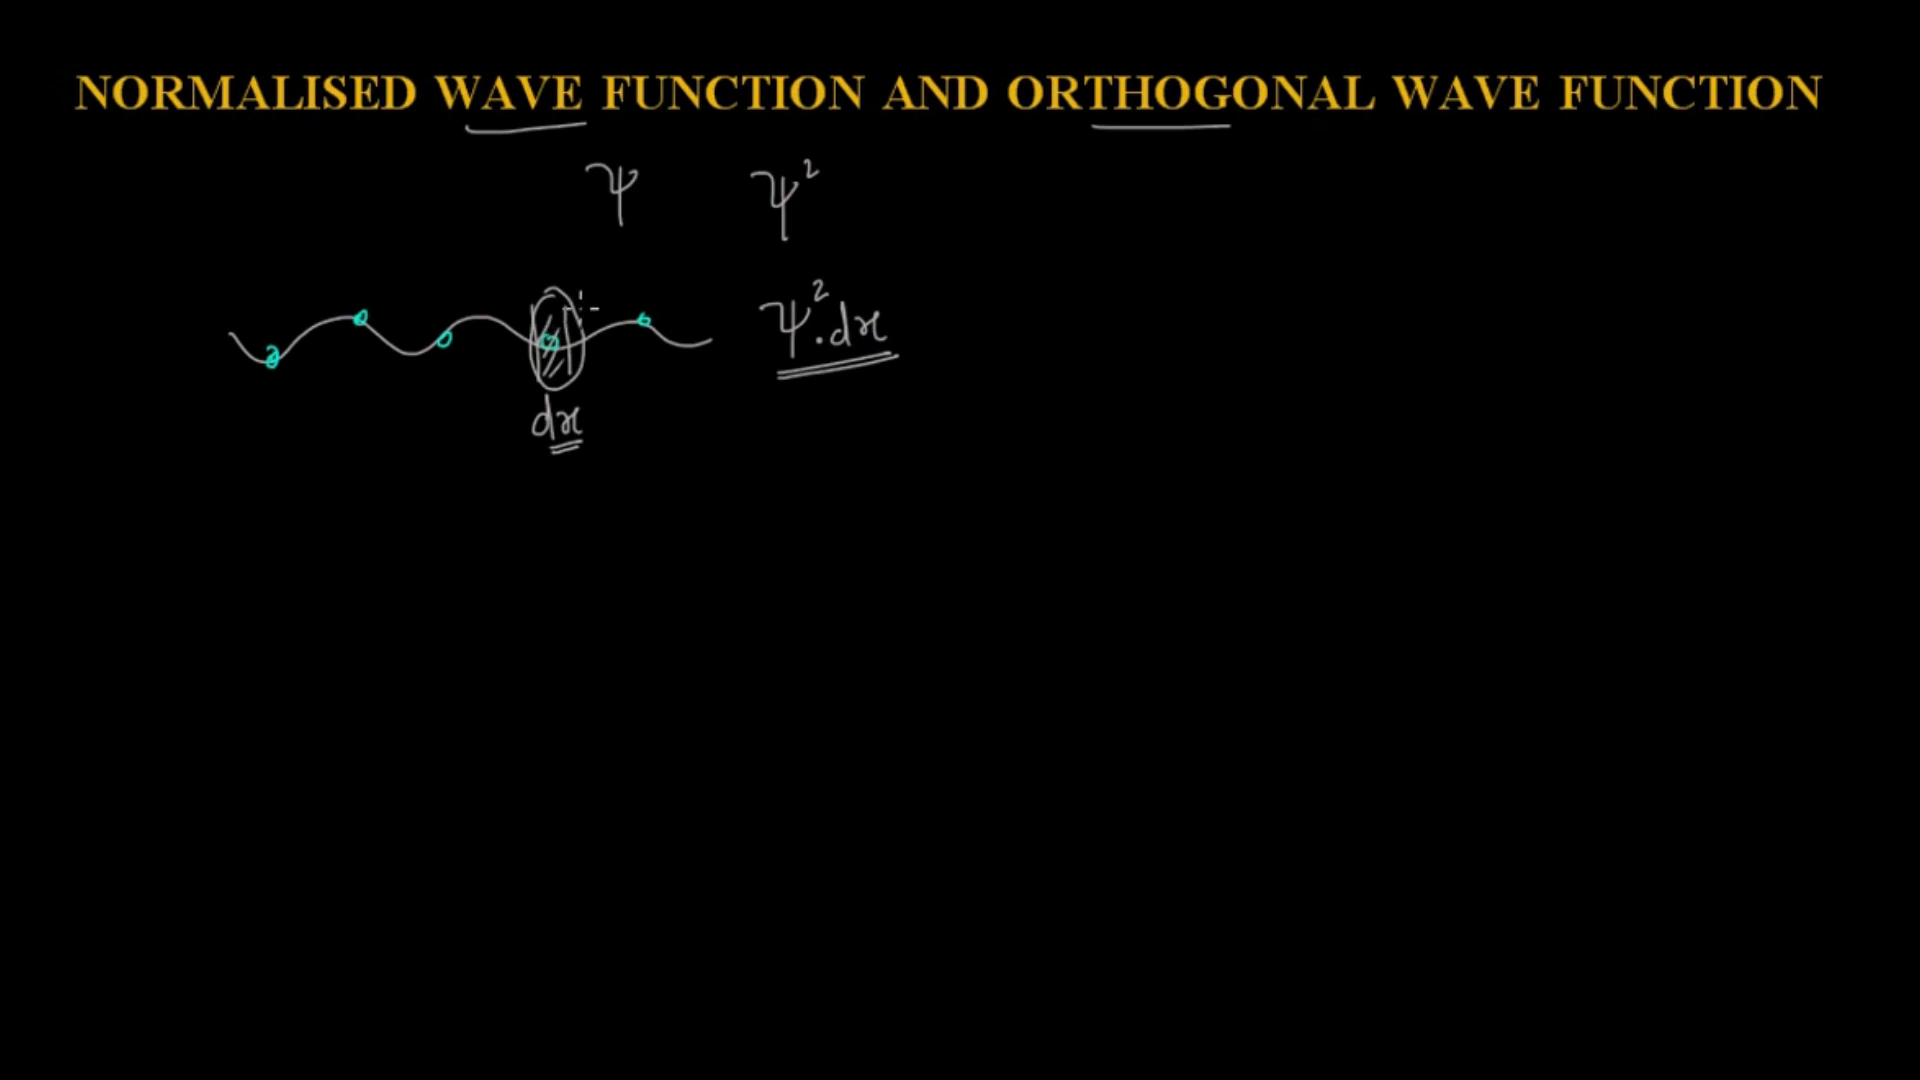 NORMALISED WAVE FUNCTION AND ORTHOGONAL WAVE FUNCTION
ψ ψ²
ψ².dx
dx